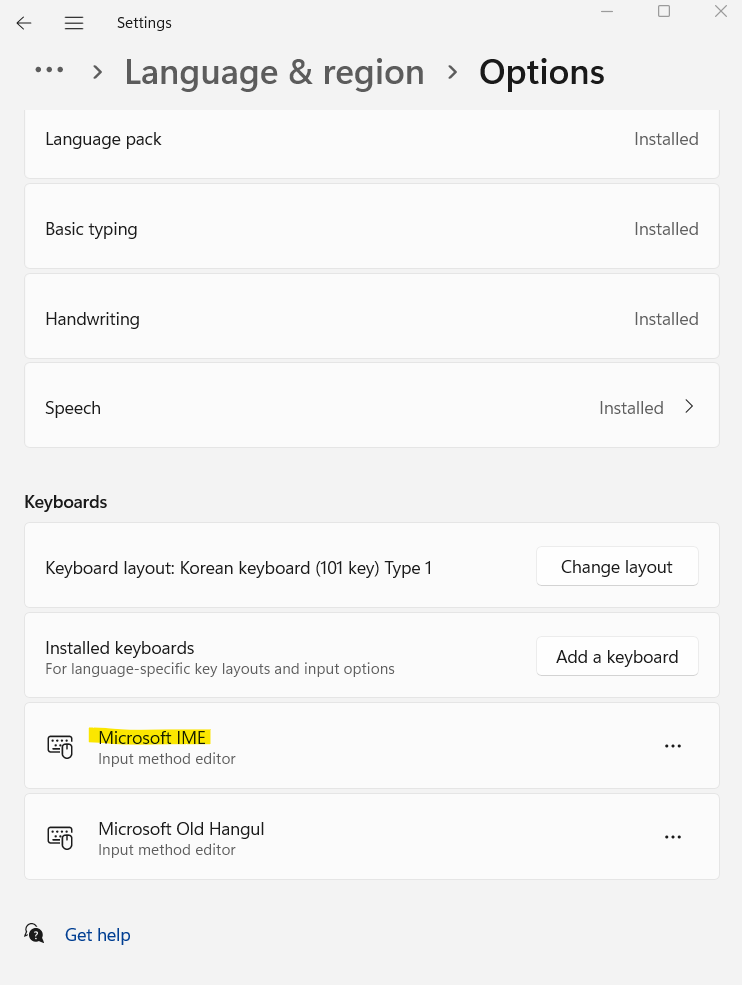 Settings
... > Language & region > Options
Language pack Installed
Basic typing Installed
Handwriting Installed
Speech Installed
Keyboards
Keyboard layout: Korean keyboard (101 key) Type 1 Change layout
Installed keyboards
For language-specific key layouts and input options
Add a keyboard
Microsoft IME
Input method editor
Microsoft Old Hangul
Input method editor
Get help